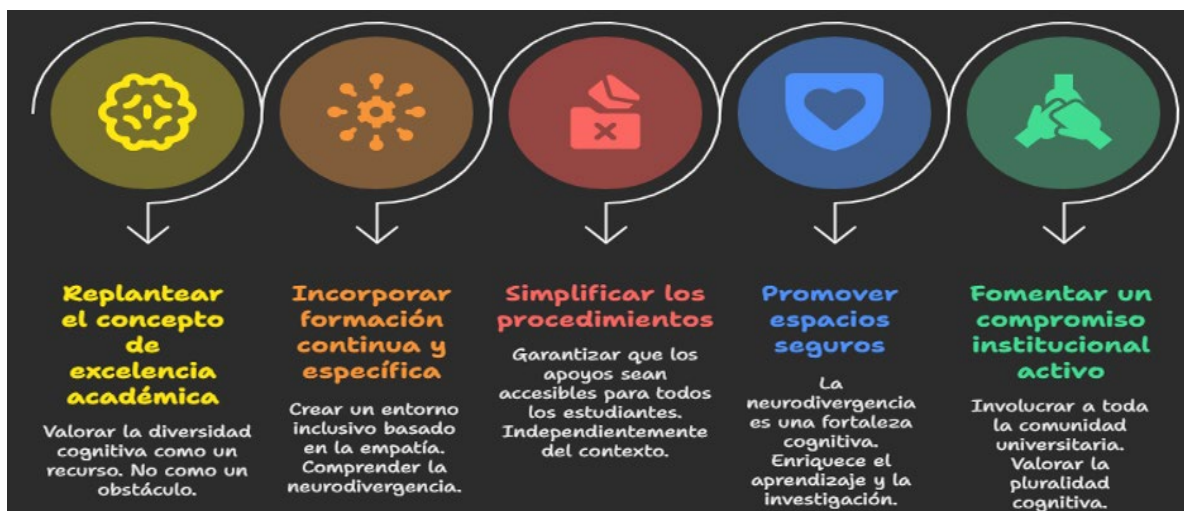 Replantear
el concepto
de
excelencia
académica
Valorar la diversidad
cognitiva como un
recurso. No como un
obstáculo.
Incorporar
formación
continua y
específica
Crear un entorno
inclusivo basado
en la empatía.
Comprender la
neurodivergencia.
Simplificar los
procedimientos
Garantizar que los
apoyos sean
accesibles para todos
los estudiantes.
Independientemente
del contexto.
Promover
espacios
seguros
La
neurodivergencia
es una fortaleza
cognitiva.
Enriquece el
aprendizaje y la
investigación.
Fomentar un
compromiso
institucional
activo
Involucrar a toda
la comunidad
universitaria.
Valorar la
pluralidad
cognitiva.